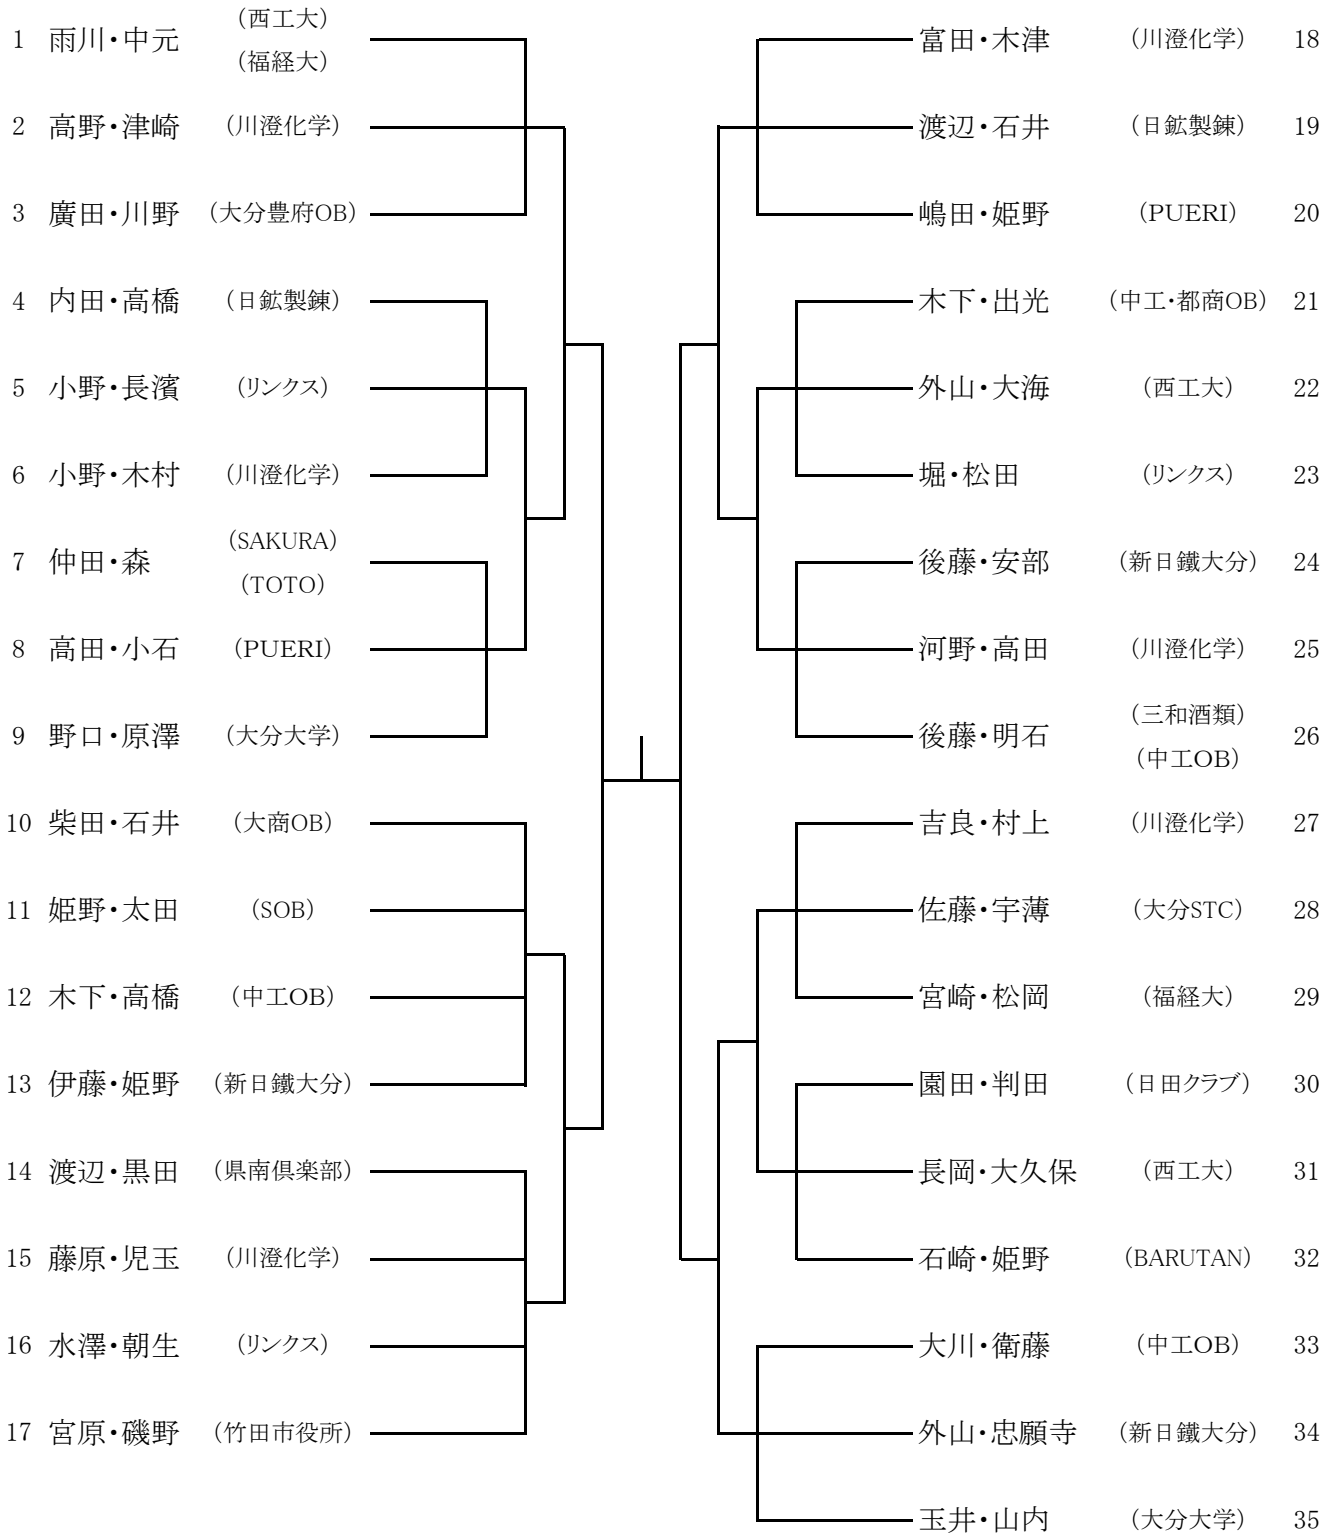 1 雨川・中元 (西工大)
(福経大)
2 高野・津崎 (川澄化学)
3 廣田・川野 (大分豊府OB)
4 内田・高橋 (日鉱製錬)
5 小野・長濱 (リンクス)
6 小野・木村 (川澄化学)
7 仲田・森 (SAKURA)
(TOTO)
8 高田・小石 (PUERI)
9 野口・原澤 (大分大学)
10 柴田・石井 (大商OB)
11 姫野・太田 (SOB)
12 木下・高橋 (中工OB)
13 伊藤・姫野 (新日鐵大分)
14 渡辺・黒田 (県南倶楽部)
15 藤原・児玉 (川澄化学)
16 水澤・朝生 (リンクス)
17 宮原・磯野 (竹田市役所)
富田・木津 (川澄化学) 18
渡辺・石井 (日鉱製錬) 19
嶋田・姫野 (PUERI) 20
木下・出光 (中工・都商OB) 21
外山・大海 (西工大) 22
堀・松田 (リンクス) 23
後藤・安部 (新日鐵大分) 24
河野・高田 (川澄化学) 25
後藤・明石 (三和酒類) 26
(中工OB)
吉良・村上 (川澄化学) 27
佐藤・宇薄 (大分STC) 28
宮崎・松岡 (福経大) 29
園田・判田 (日田クラブ) 30
長岡・大久保 (西工大) 31
石崎・姫野 (BARUTAN) 32
大川・衛藤 (中工OB) 33
外山・忠願寺 (新日鐵大分) 34
玉井・山内 (大分大学) 35